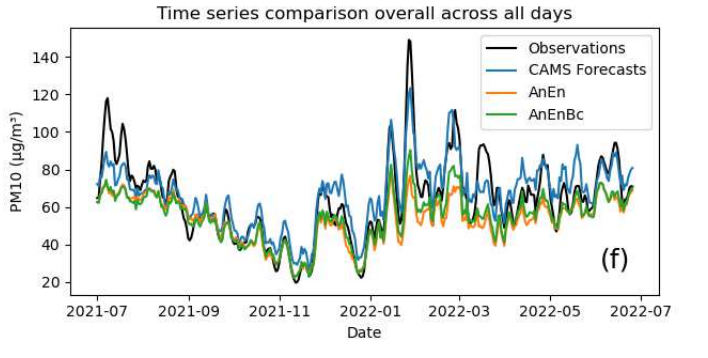 Time series comparison overall across all days
PM10 (µg/m³)
140
120
100
80
60
40
20
Observations
CAMS Forecasts
AnEn
AnEnBc
(f)
2021-07 2021-09 2021-11 2022-01 2022-03 2022-05 2022-07
Date